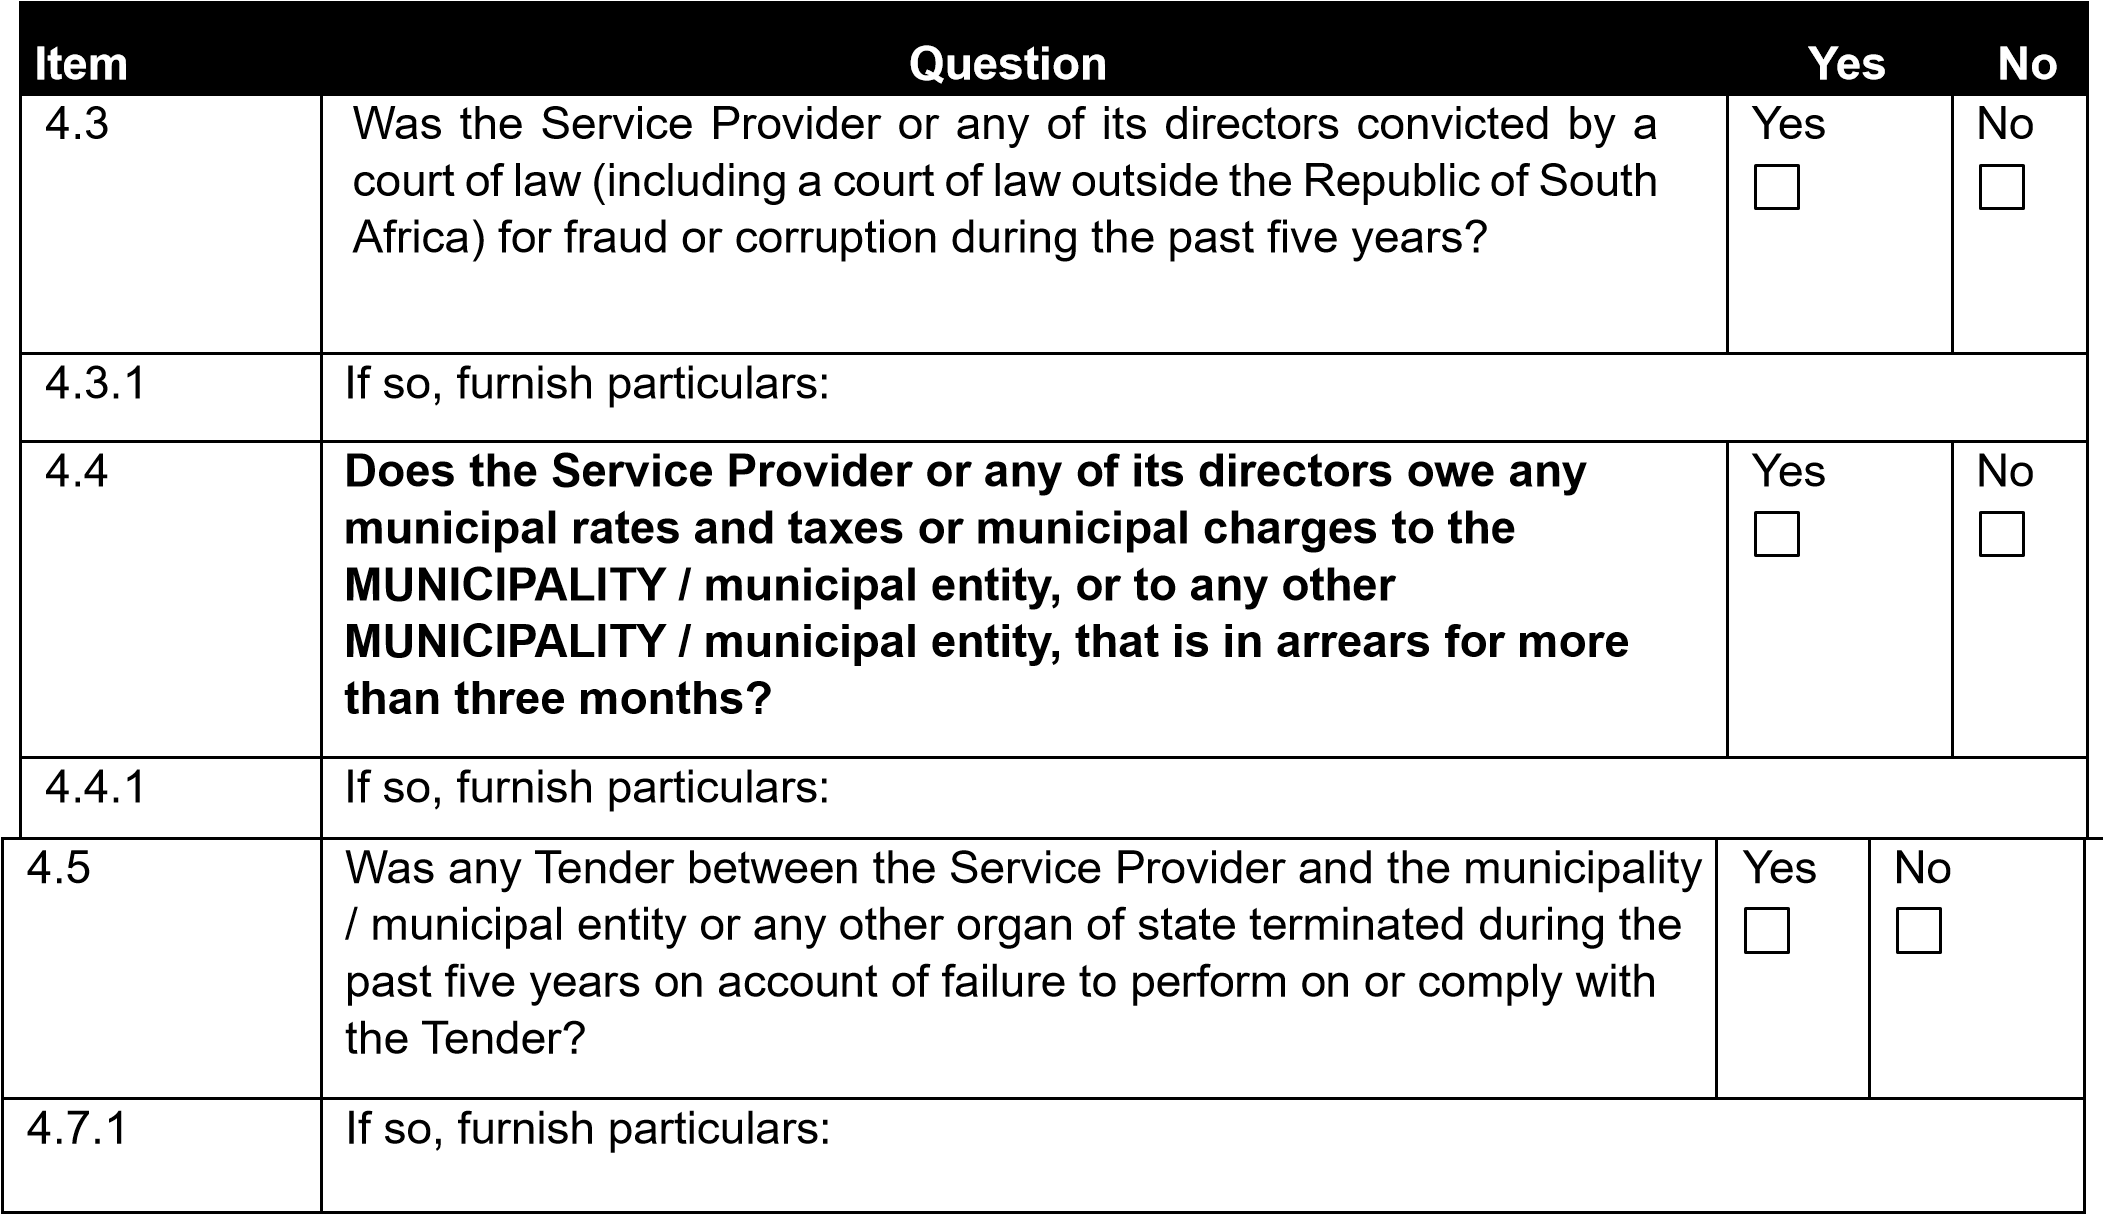 Item Question Yes No
4.3 Was the Service Provider or any of its directors convicted by a Yes No
court of law (including a court of law outside the Republic of South
Africa) for fraud or corruption during the past five years?
4.3.1 If so, furnish particulars:
4.4 Does the Service Provider or any of its directors owe any Yes No
municipal rates and taxes or municipal charges to the
MUNICIPALITY / municipal entity, or to any other
MUNICIPALITY / municipal entity, that is in arrears for more
than three months?
4.4.1 If so, furnish particulars:
4.5 Was any Tender between the Service Provider and the municipality Yes No
/ municipal entity or any other organ of state terminated during the
past five years on account of failure to perform on or comply with
the Tender?
4.7.1 If so, furnish particulars: